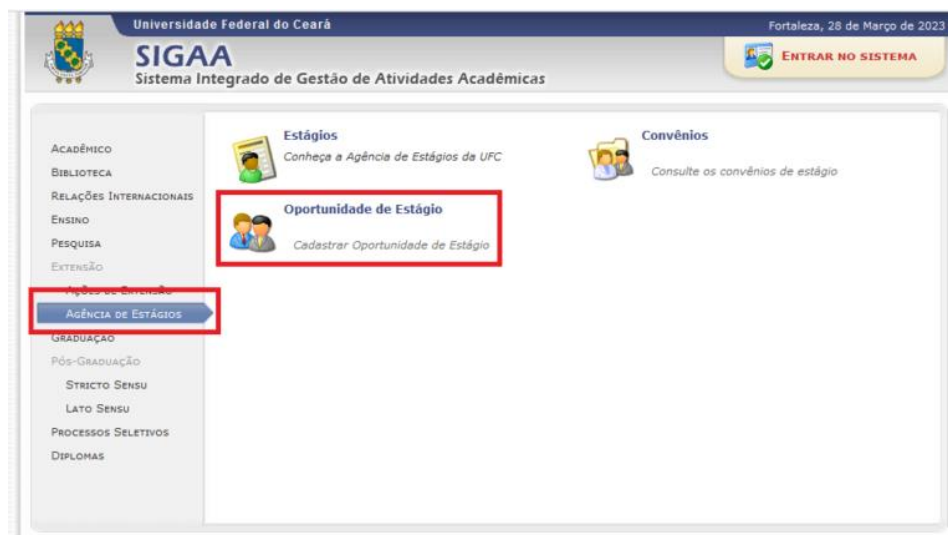 Universidade Federal do Ceará
Fortaleza, 28 de Março de 2023
SIGAA
Sistema Integrado de Gestão de Atividades Acadêmicas
ENTRAR NO SISTEMA
ACADÊMICO
BIBLIOTECA
RELAÇÕES INTERNACIONAIS
ENSINO
PESQUISA
EXTENSÃO
AÇÕES DE EXTENSÃO
AGÊNCIA DE ESTÁGIOS
GRADUAÇÃO
PÓS-GRADUAÇÃO
STRICTO SENSU
LATO SENSU
PROCESSOS SELETIVOS
DIPLOMAS
Estágios
Conheça a Agência de Estágios da UFC
Convênios
Consulte os convênios de estágio
Oportunidade de Estágio
Cadastrar Oportunidade de Estágio